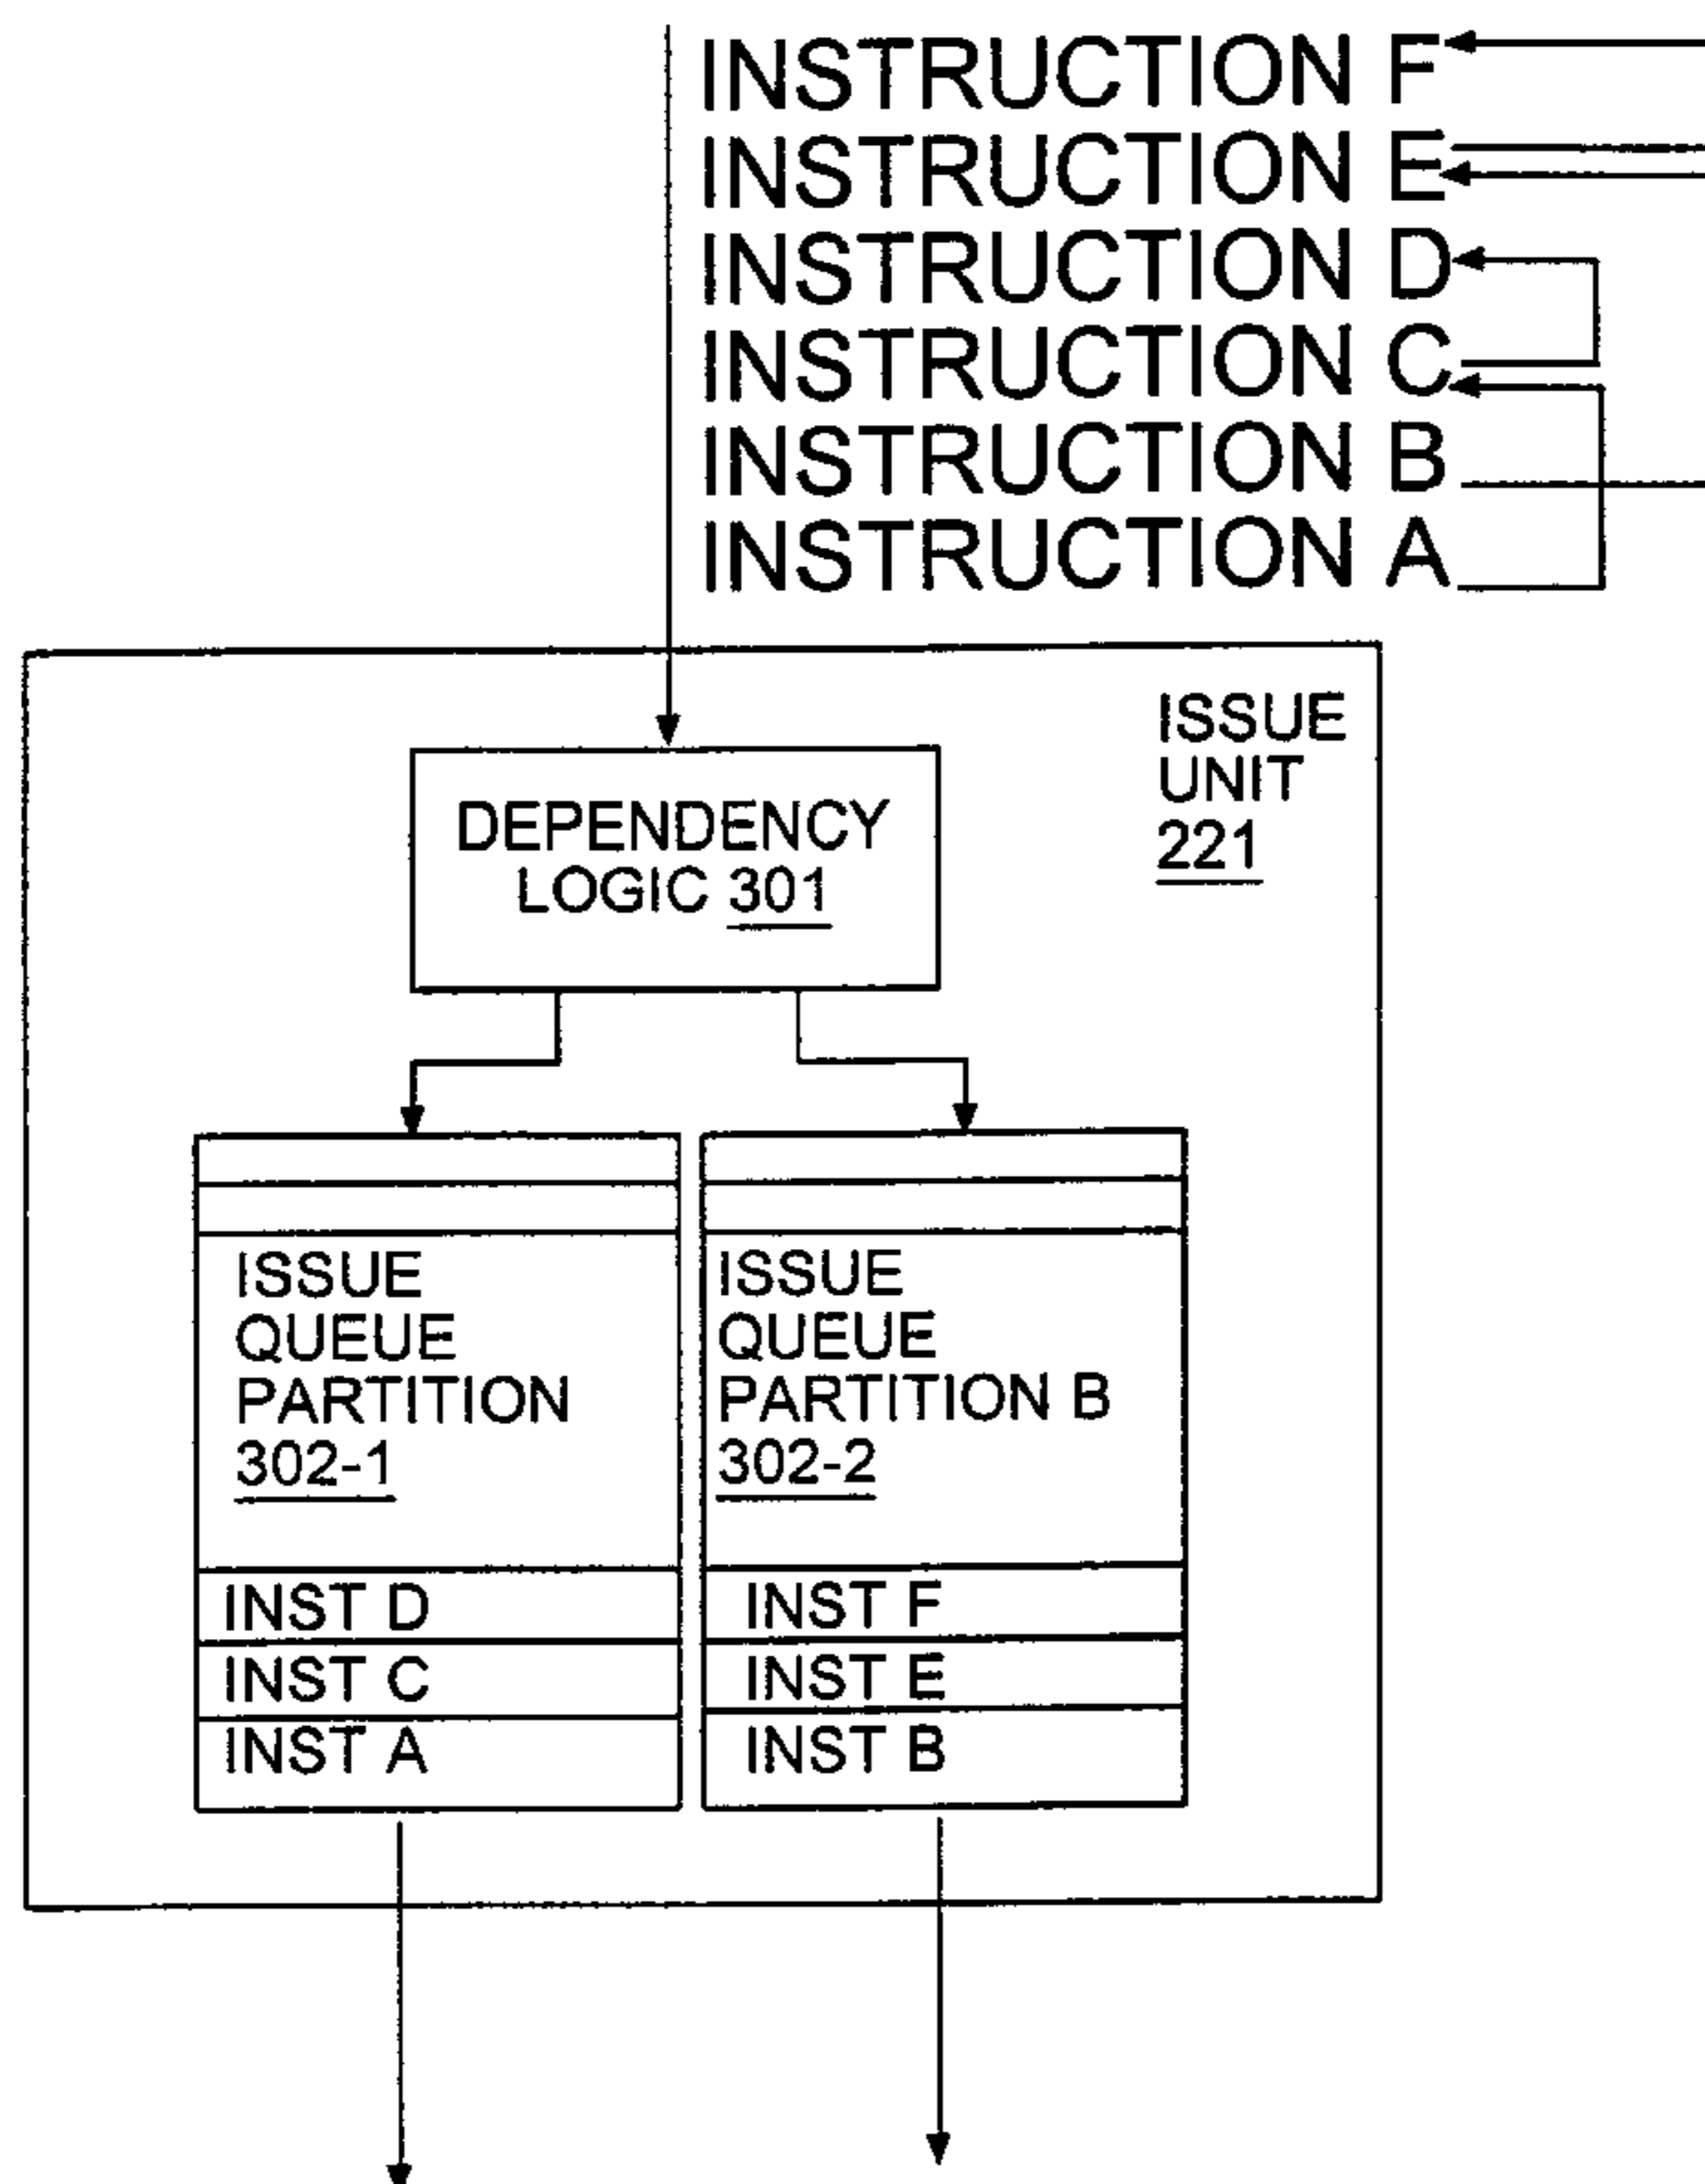 INSTRUCTION F
INSTRUCTION E
INSTRUCTION D
INSTRUCTION C
INSTRUCTION B
INSTRUCTION A
ISSUE
UNIT
221
DEPENDENCY
LOGIC 301
ISSUE
QUEUE
PARTITION
302-1
INST D
INST C
INST A
ISSUE
QUEUE
PARTITION B
302-2
INST F
INST E
INST B